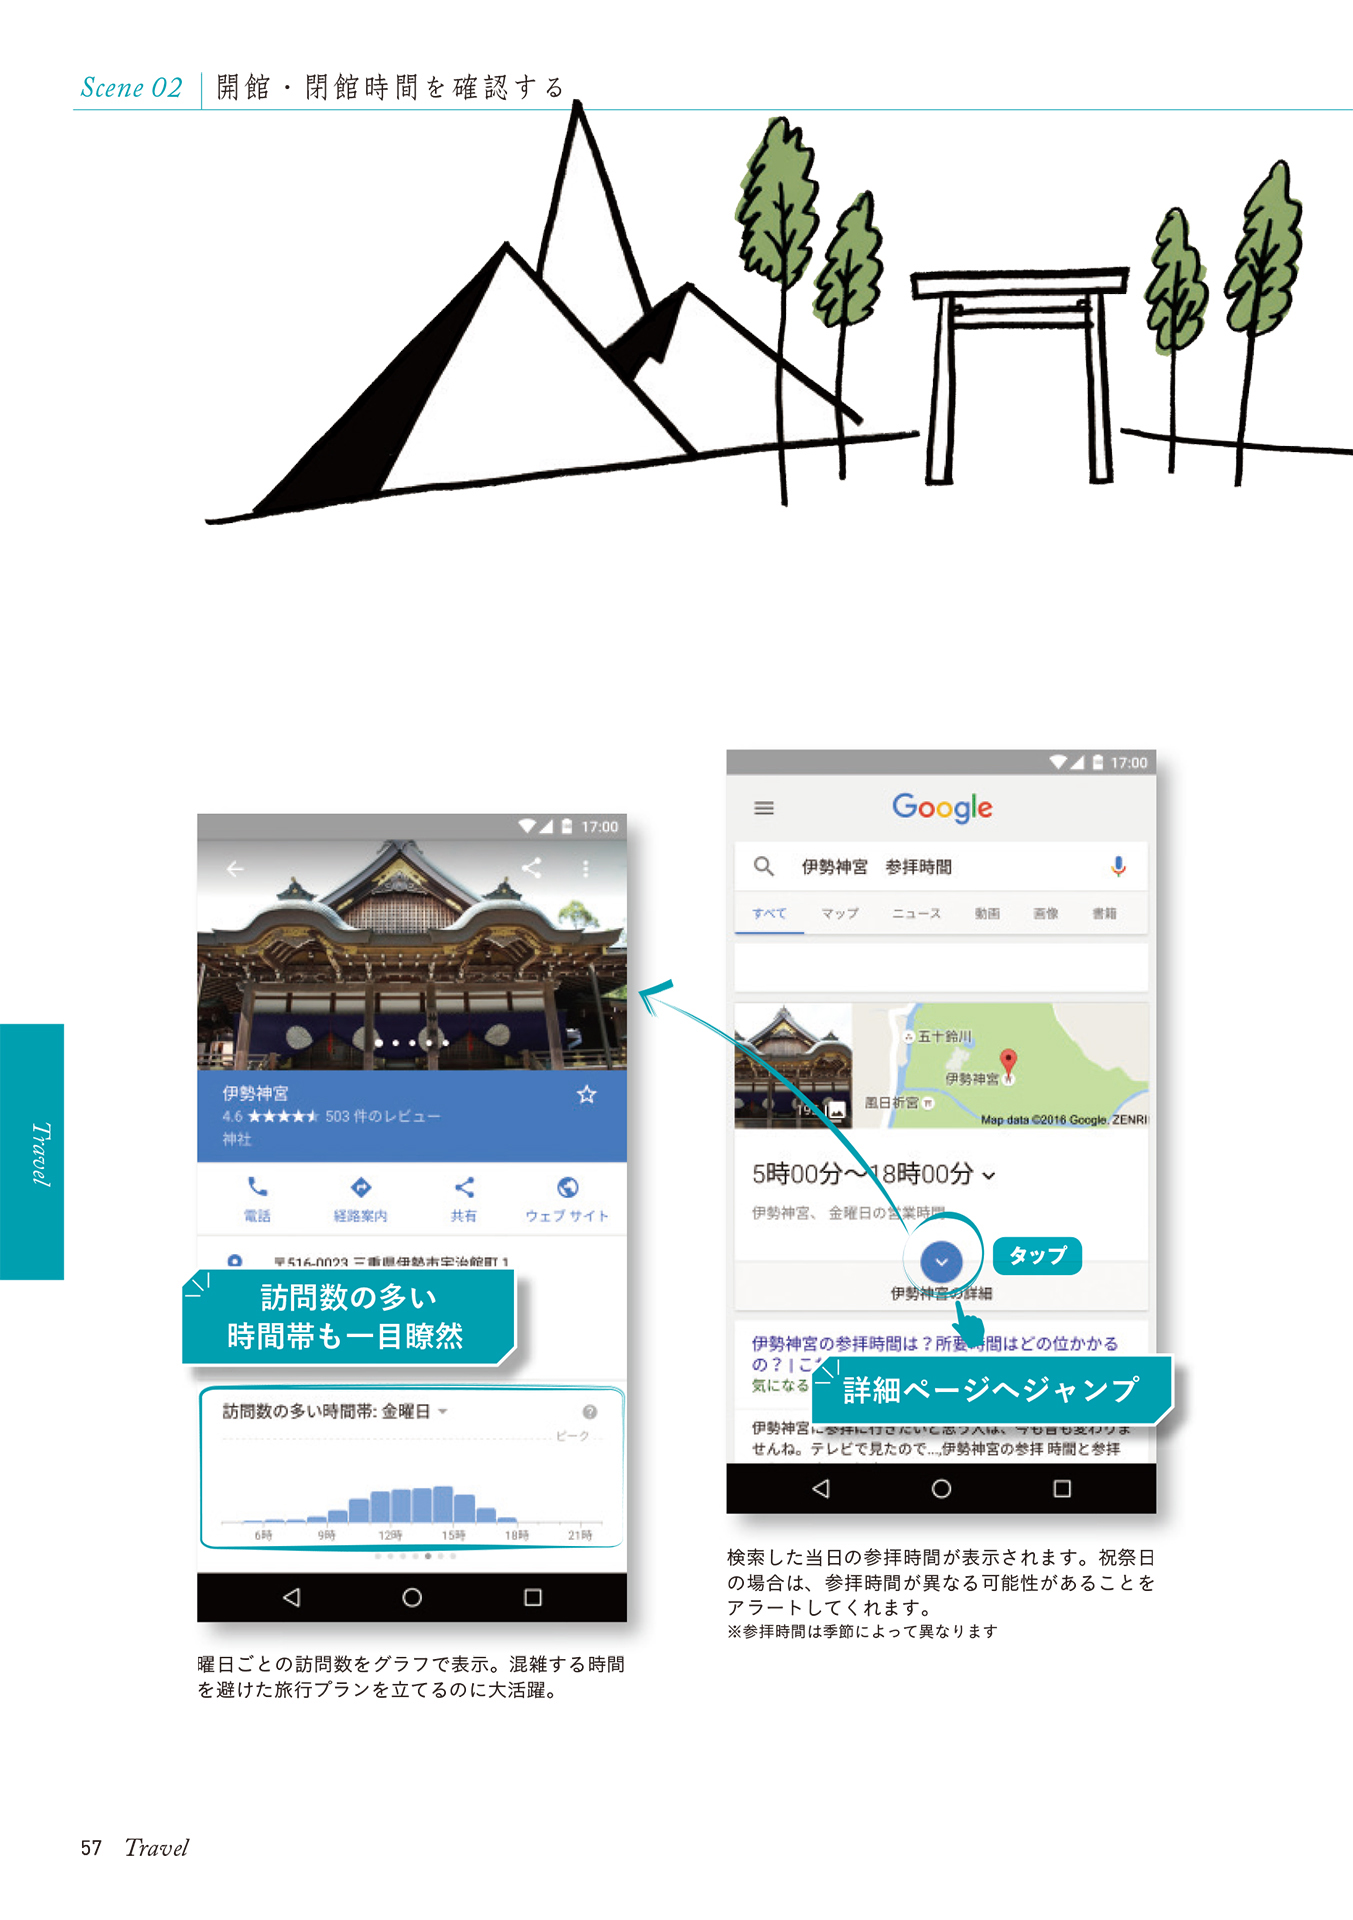 Scene 02
開館・閉館時間を確認する
17:00
Google
伊勢神宮　参拝時間
すべて　マップ　ニュース　動画　画像　書籍
五十鈴川
伊勢神宮
風日祈宮
Map data ©2016 Google, ZENRI
5時00分〜18時00分
伊勢神宮、 金曜日の営業時間
タップ
伊勢神宮の詳細
伊勢神宮の参拝時間は？所要時間はどの位かかる
の？ | こ
気になる
詳細ページへジャンプ
伊勢神宮に参拝に行きたいと思う人は、今も昔も変わりま
せんね。テレビで見たので...,伊勢神宮の参拝 時間と参拝
検索した当日の参拝時間が表示されます。祝祭日
の場合は、参拝時間が異なる可能性があることを
アラートしてくれます。
※参拝時間は季節によって異なります
17:00
伊勢神宮
4.6 ★★★★★ 503 件のレビュー
神社
電話　経路案内　共有　ウェブ サイト
〒516-0023 三重県伊勢市宇治館町 1
訪問数の多い
時間帯も一目瞭然
訪問数の多い時間帯: 金曜日
ピーク
6時　9時　12時　15時　18時　21時
曜日ごとの訪問数をグラフで表示。混雑する時間
を避けた旅行プランを立てるのに大活躍。
Travel
57 Travel